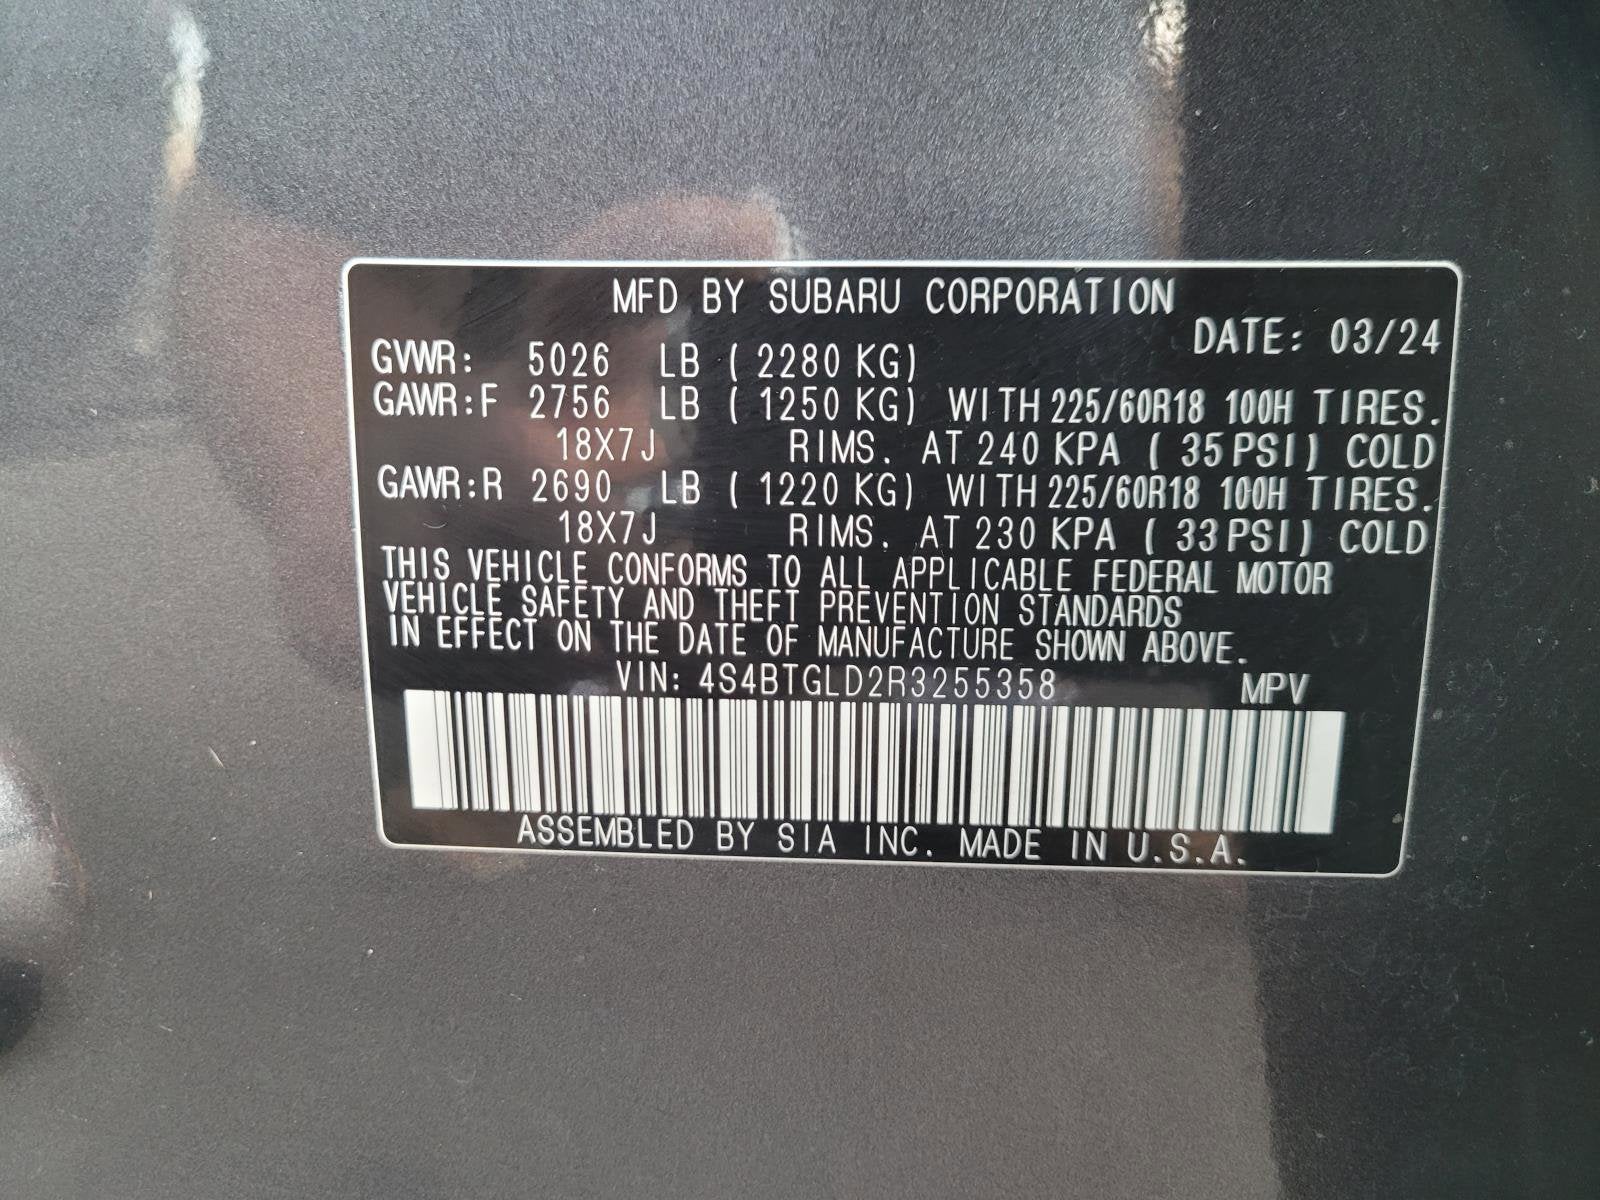 MFD BY SUBARU CORPORATION
DATE: 03/24
GVWR: 5026 LB ( 2280 KG)
GAWR:F 2756 LB ( 1250 KG) WITH 225/60R18 100H TIRES.
18X7J RIMS. AT 240 KPA ( 35 PSI) COLD
GAWR:R 2690 LB ( 1220 KG) WITH 225/60R18 100H TIRES.
18X7J RIMS. AT 230 KPA ( 33 PSI) COLD
THIS VEHICLE CONFORMS TO ALL APPLICABLE FEDERAL MOTOR
VEHICLE SAFETY AND THEFT PREVENTION STANDARDS
IN EFFECT ON THE DATE OF MANUFACTURE SHOWN ABOVE.
VIN: 4S4BTGLD2R3255358 MPV
ASSEMBLED BY SIA INC. MADE IN U.S.A.